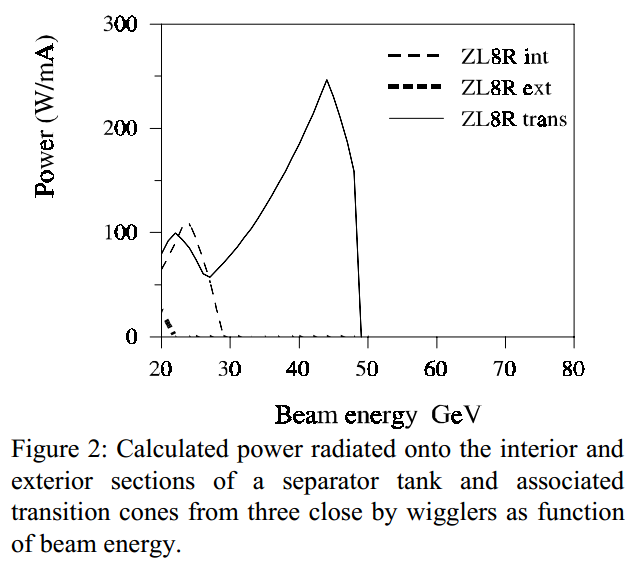 300
Power (W/mA)
ZL8R int
ZL8R ext
ZL8R trans
200
100
0
20 30 40 50 60 70 80
Beam energy GeV
Figure 2: Calculated power radiated onto the interior and
exterior sections of a separator tank and associated
transition cones from three close by wigglers as function
of beam energy.